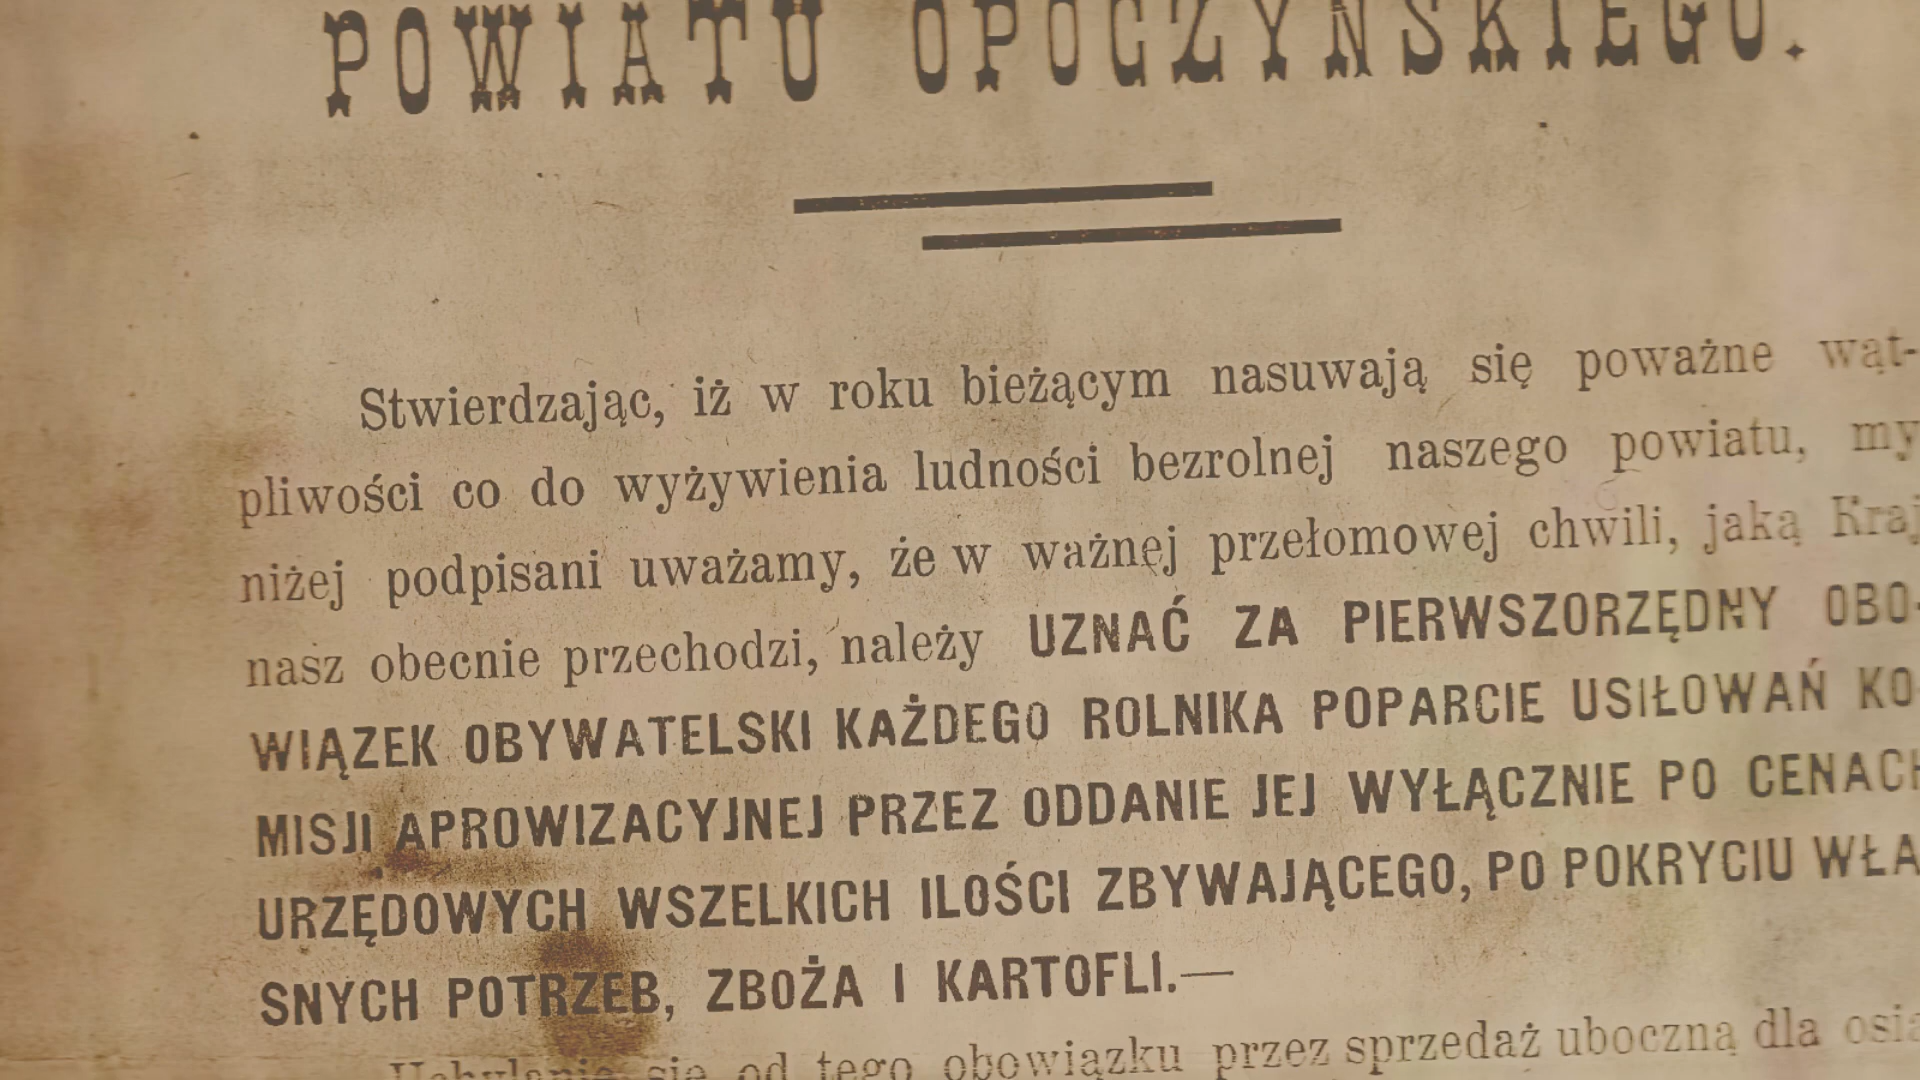 POWIATU OPOCZYŃSKIEGO.
Stwierdzając, iż w roku bieżącym nasuwają się poważne wąt-
pliwości co do wyżywienia ludności bezrolnej naszego powiatu, my
niżej podpisani uważamy, że w ważnej przełomowej chwili, jaką Kraj
nasz obecnie przechodzi, należy UZNAĆ ZA PIERWSZORZĘDNY OBO-
WIĄZEK OBYWATELSKI KAŻDEGO ROLNIKA POPARCIE USIŁOWAŃ KO-
MISJI APROWIZACYJNEJ PRZEZ ODDANIE JEJ WYŁĄCZNIE PO CENACH
URZĘDOWYCH WSZELKICH ILOŚCI ZBYWAJĄCEGO, PO POKRYCIU WŁA
SNYCH POTRZEB, ZBOŻA I KARTOFLI.—
Uchylanie się od tego obowiązku przez sprzedaż uboczną dla osią